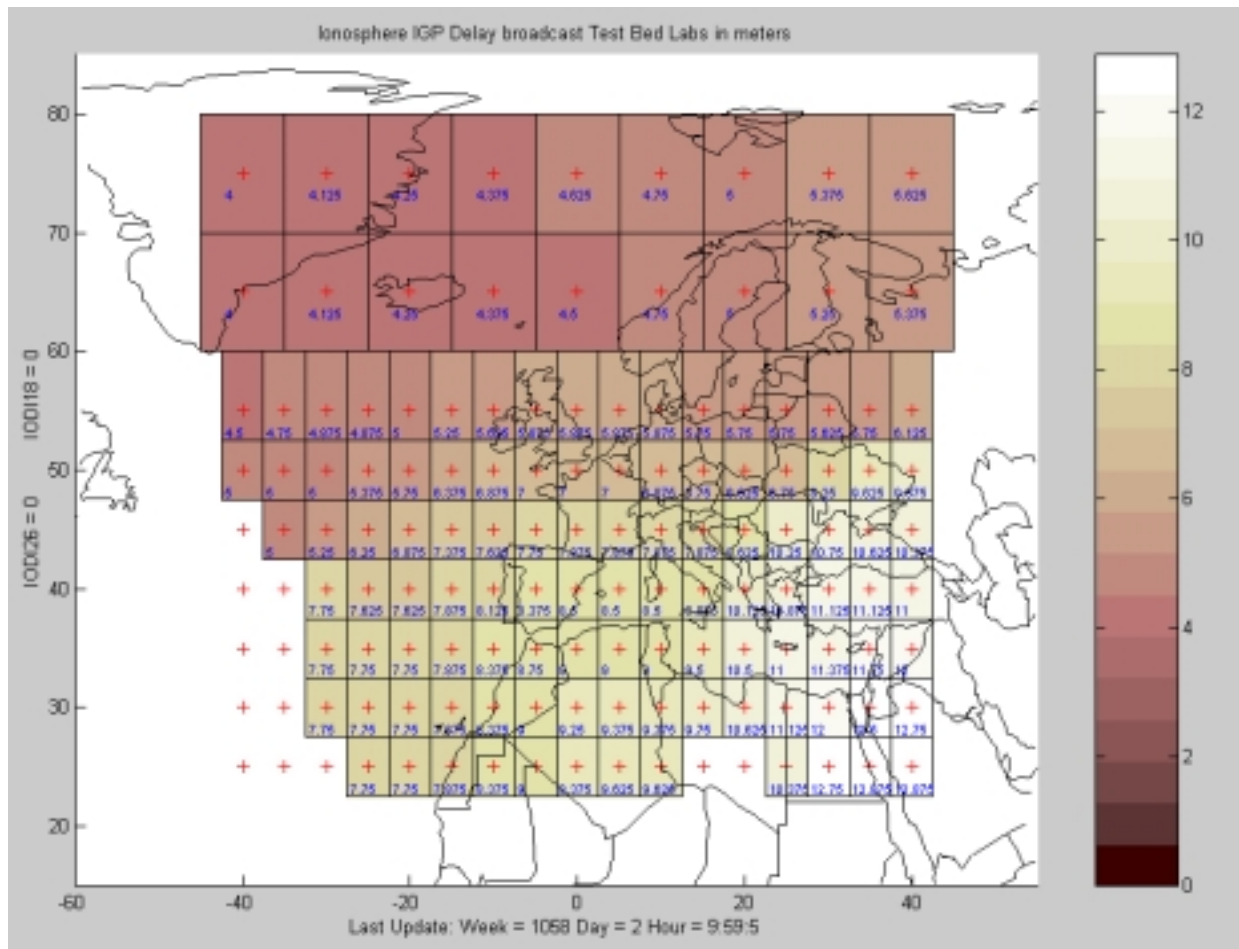 Ionosphere IGP Delay broadcast Test Bed Labs in meters
80
12
4 4.125 4.25 4.375 4.625 4.75 5 5.375 5.625
70
10
4 4.125 4.25 4.375 4.5 4.75 5 5.25 5.375
60
8
4.5 4.75 4.875 4.875 5 5.25 5.75 5.75 5.625 5.75 6.125
50
5 5 5 5.375 5.75 6.375 6.875 7 7 7
6
5 5.25 6.25 6.875 7.375 7.625 7.75 10.25 10.75 10.625
40
7.75 7.625 7.625 7.875 8.125 8.375 8.5 8.5 8.5 11.125 11.125 11
4
7.75 7.75 7.75 7.875 8.375 8.75 9 9 9 9.5 10.5 11 11.375
30
7.75 7.75 7.75 8.375 9 9.25 9.375 9.375 9.75 10.625 11.125 12 12.75
2
7.75 7.75 7.875 8.375 9 9.375 9.625 9.625 10.375 12.75 13.875
20
0
-60 -40 -20 0 20 40
Last Update: Week = 1058 Day = 2 Hour = 9:59:5
IODI26 = 0 IODI18 = 0